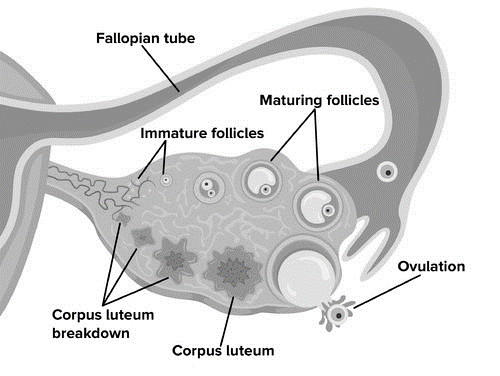 Fallopian tube
Maturing follicles
Immature follicles
Ovulation
Corpus luteum
breakdown
Corpus luteum